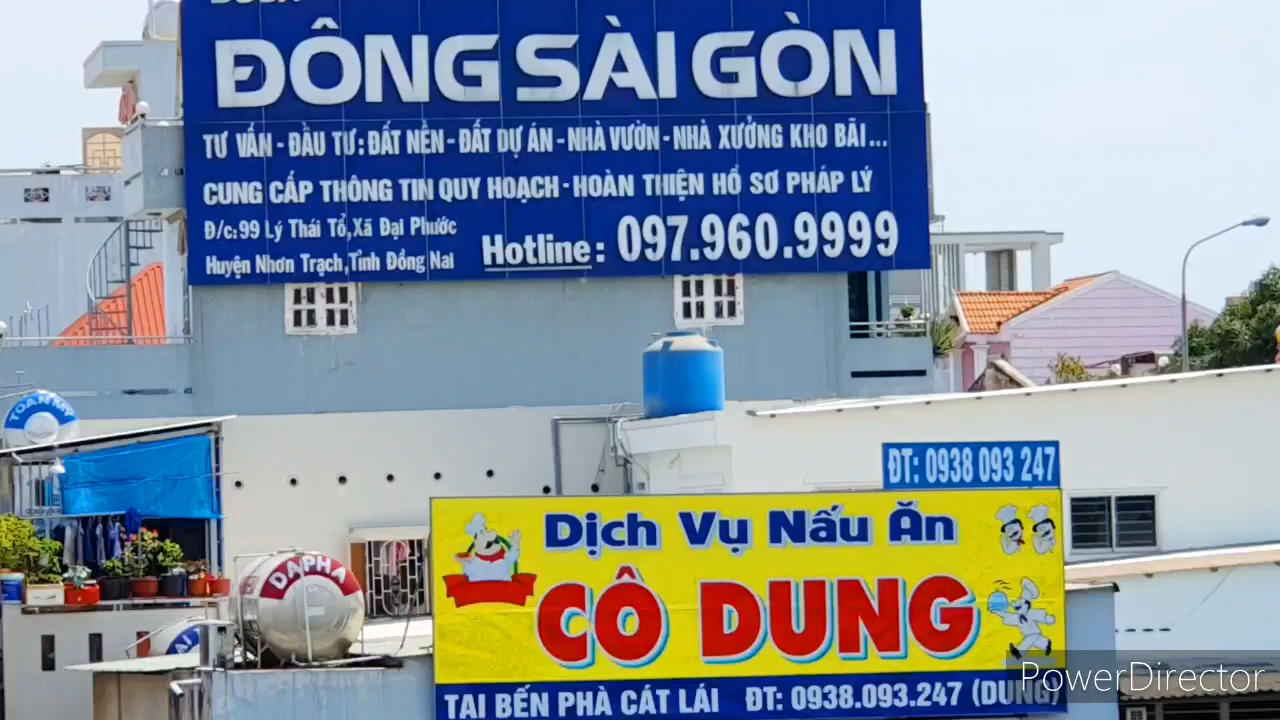 ĐÔNG SÀI GÒN
TƯ VẤN - ĐẦU TƯ: ĐẤT NỀN - ĐẤT DỰ ÁN - NHÀ VƯỜN - NHÀ XƯỞNG KHO BÃI...
CUNG CẤP THÔNG TIN QUY HOẠCH - HOÀN THIỆN HỒ SƠ PHÁP LÝ
Đ/c: 99 Lý Thái Tổ, Xã Đại Phước
Huyện Nhơn Trạch, Tỉnh Đồng Nai
Hotline: 097.960.9999
TOÀN MỸ
ĐT: 0938 093 247
Dịch Vụ Nấu Ăn
CÔ DUNG
DAPHA
TẠI BẾN PHÀ CÁT LÁI ĐT: 0938.093.247 (DUNG)
PowerDirector